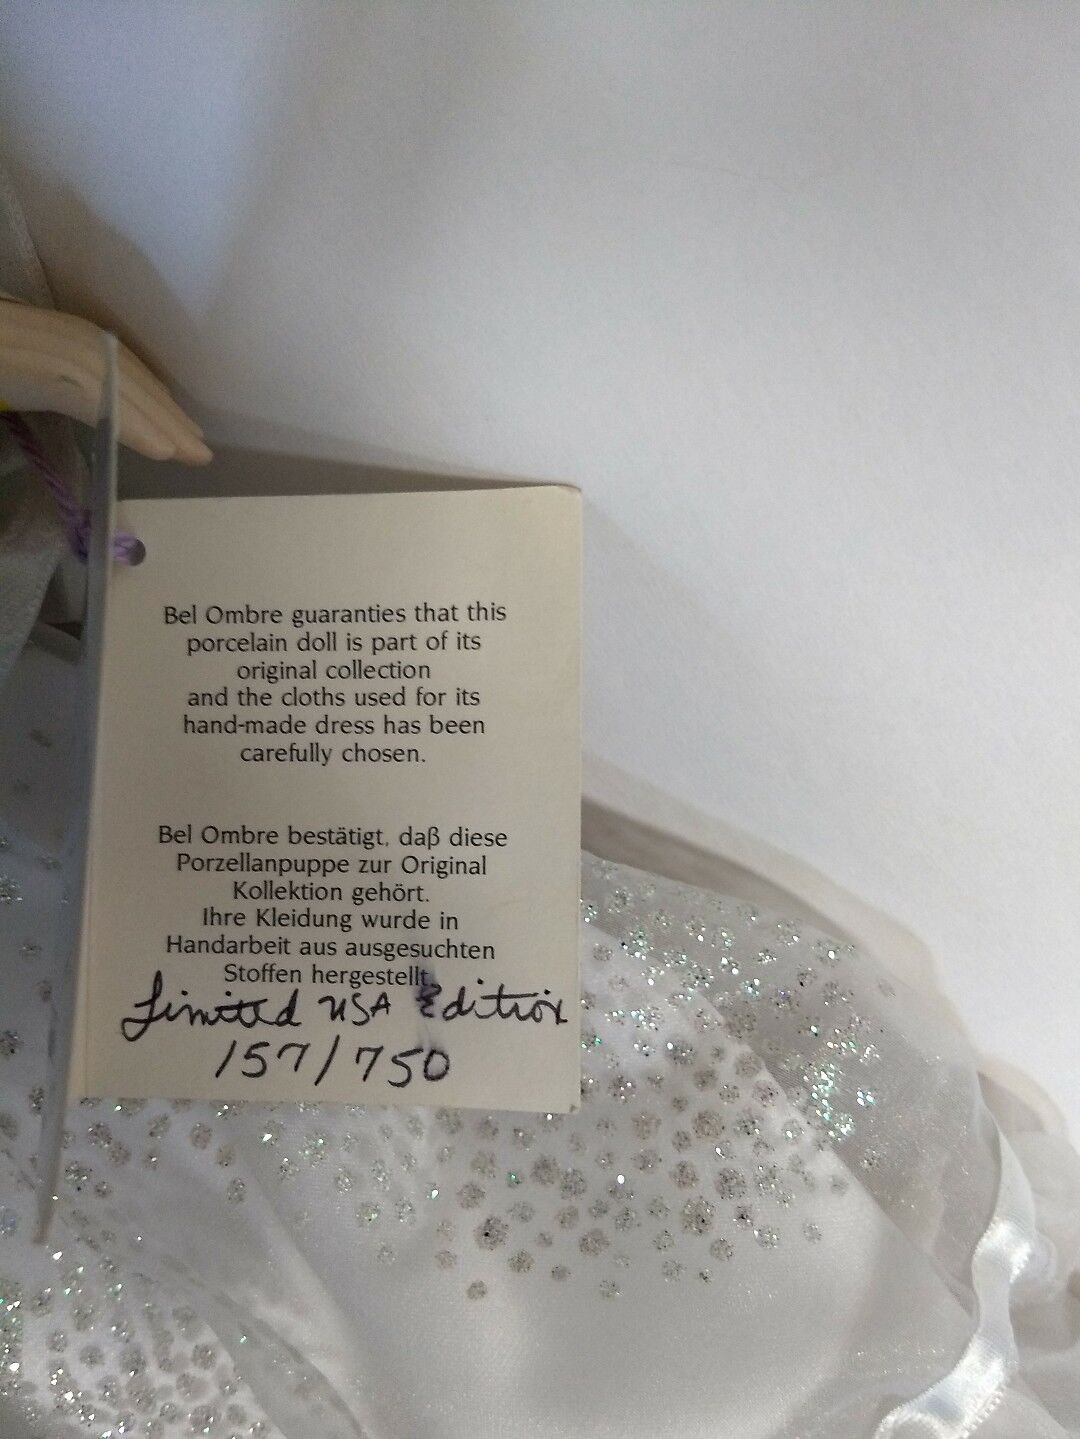 Bel Ombre guaranties that this
porcelain doll is part of its
original collection
and the cloths used for its
hand-made dress has been
carefully chosen.
Bel Ombre bestätigt, daß diese
Porzellanpuppe zur Original
Kollektion gehört.
Ihre Kleidung wurde in
Handarbeit aus ausgesuchten
Stoffen hergestellt.
Limited USA Edition
157/750